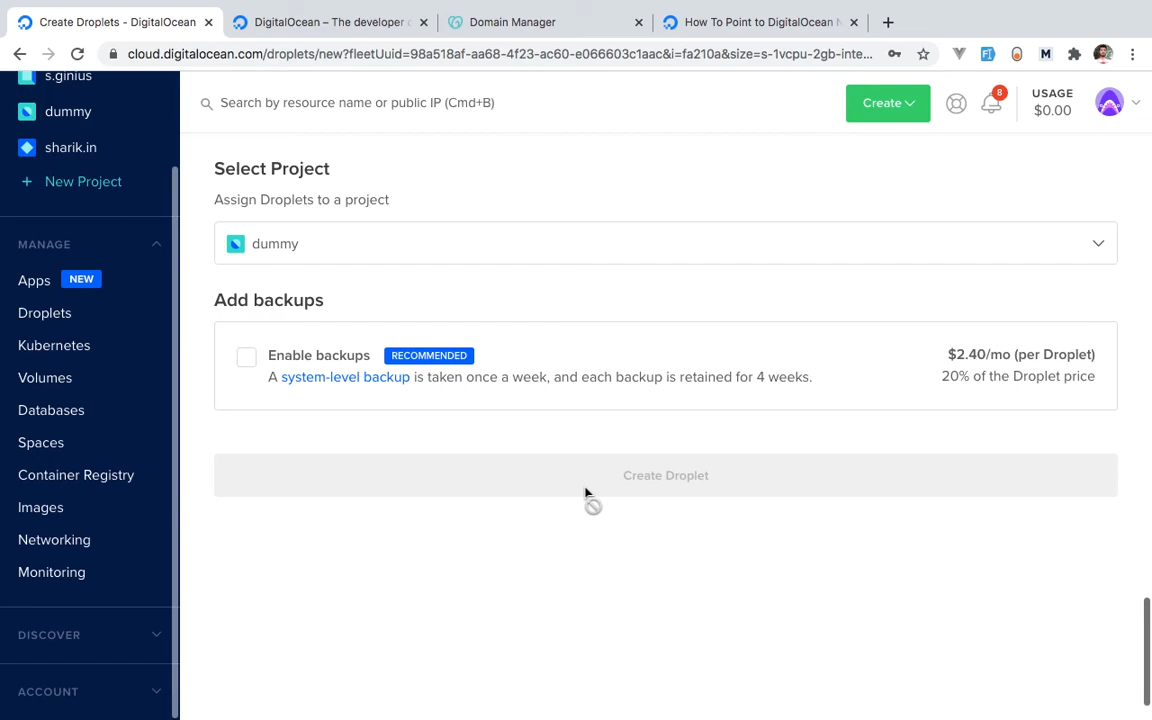 Create Droplets - DigitalOcean
DigitalOcean – The developer c
Domain Manager
How To Point to DigitalOcean N
cloud.digitalocean.com/droplets/new?fleetUuid=98a518af-aa68-4f23-ac60-e066603c1aac&i=fa210a&size=s-1vcpu-2gb-inte...
s.ginius
dummy
sharik.in
+ New Project
MANAGE
Apps NEW
Droplets
Kubernetes
Volumes
Databases
Spaces
Container Registry
Images
Networking
Monitoring
DISCOVER
ACCOUNT
Search by resource name or public IP (Cmd+B)
Create
8
USAGE
$0.00
Select Project
Assign Droplets to a project
dummy
Add backups
Enable backups RECOMMENDED
$2.40/mo (per Droplet)
A system-level backup is taken once a week, and each backup is retained for 4 weeks.
20% of the Droplet price
Create Droplet